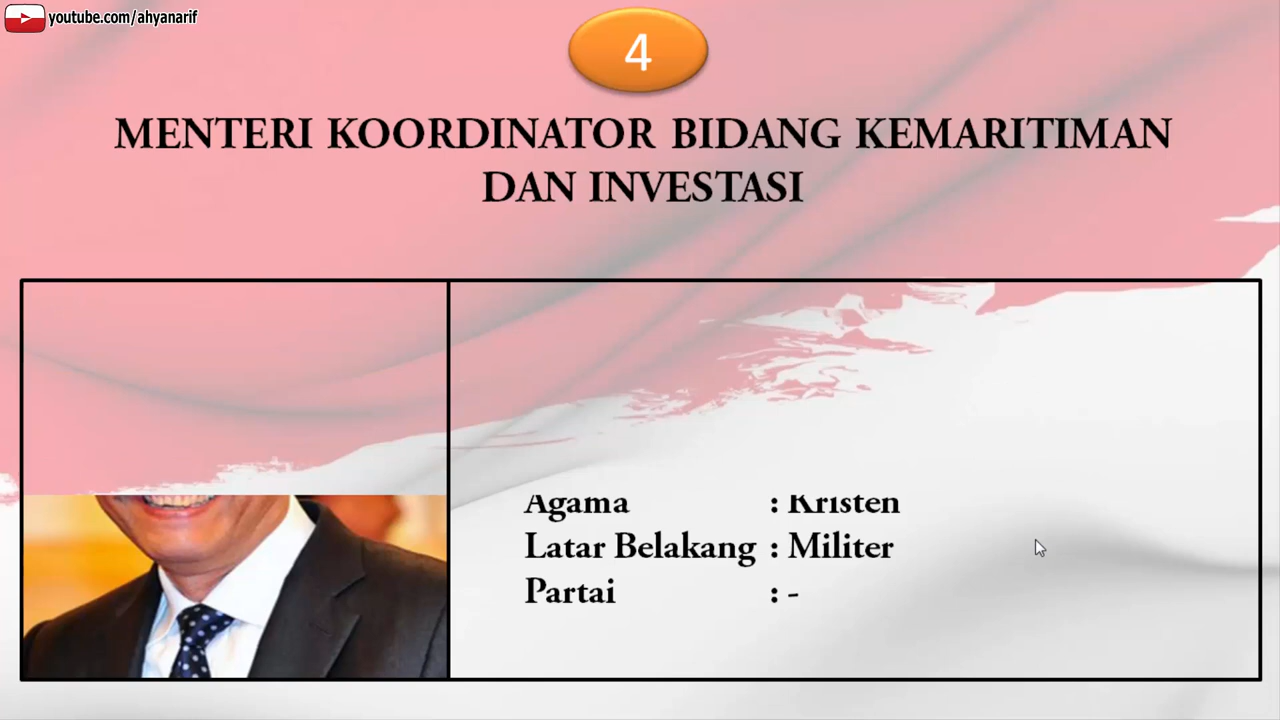 youtube.com/ahyanarif
4
MENTERI KOORDINATOR BIDANG KEMARITIMAN
DAN INVESTASI
Agama : Kristen
Latar Belakang : Militer
Partai : -